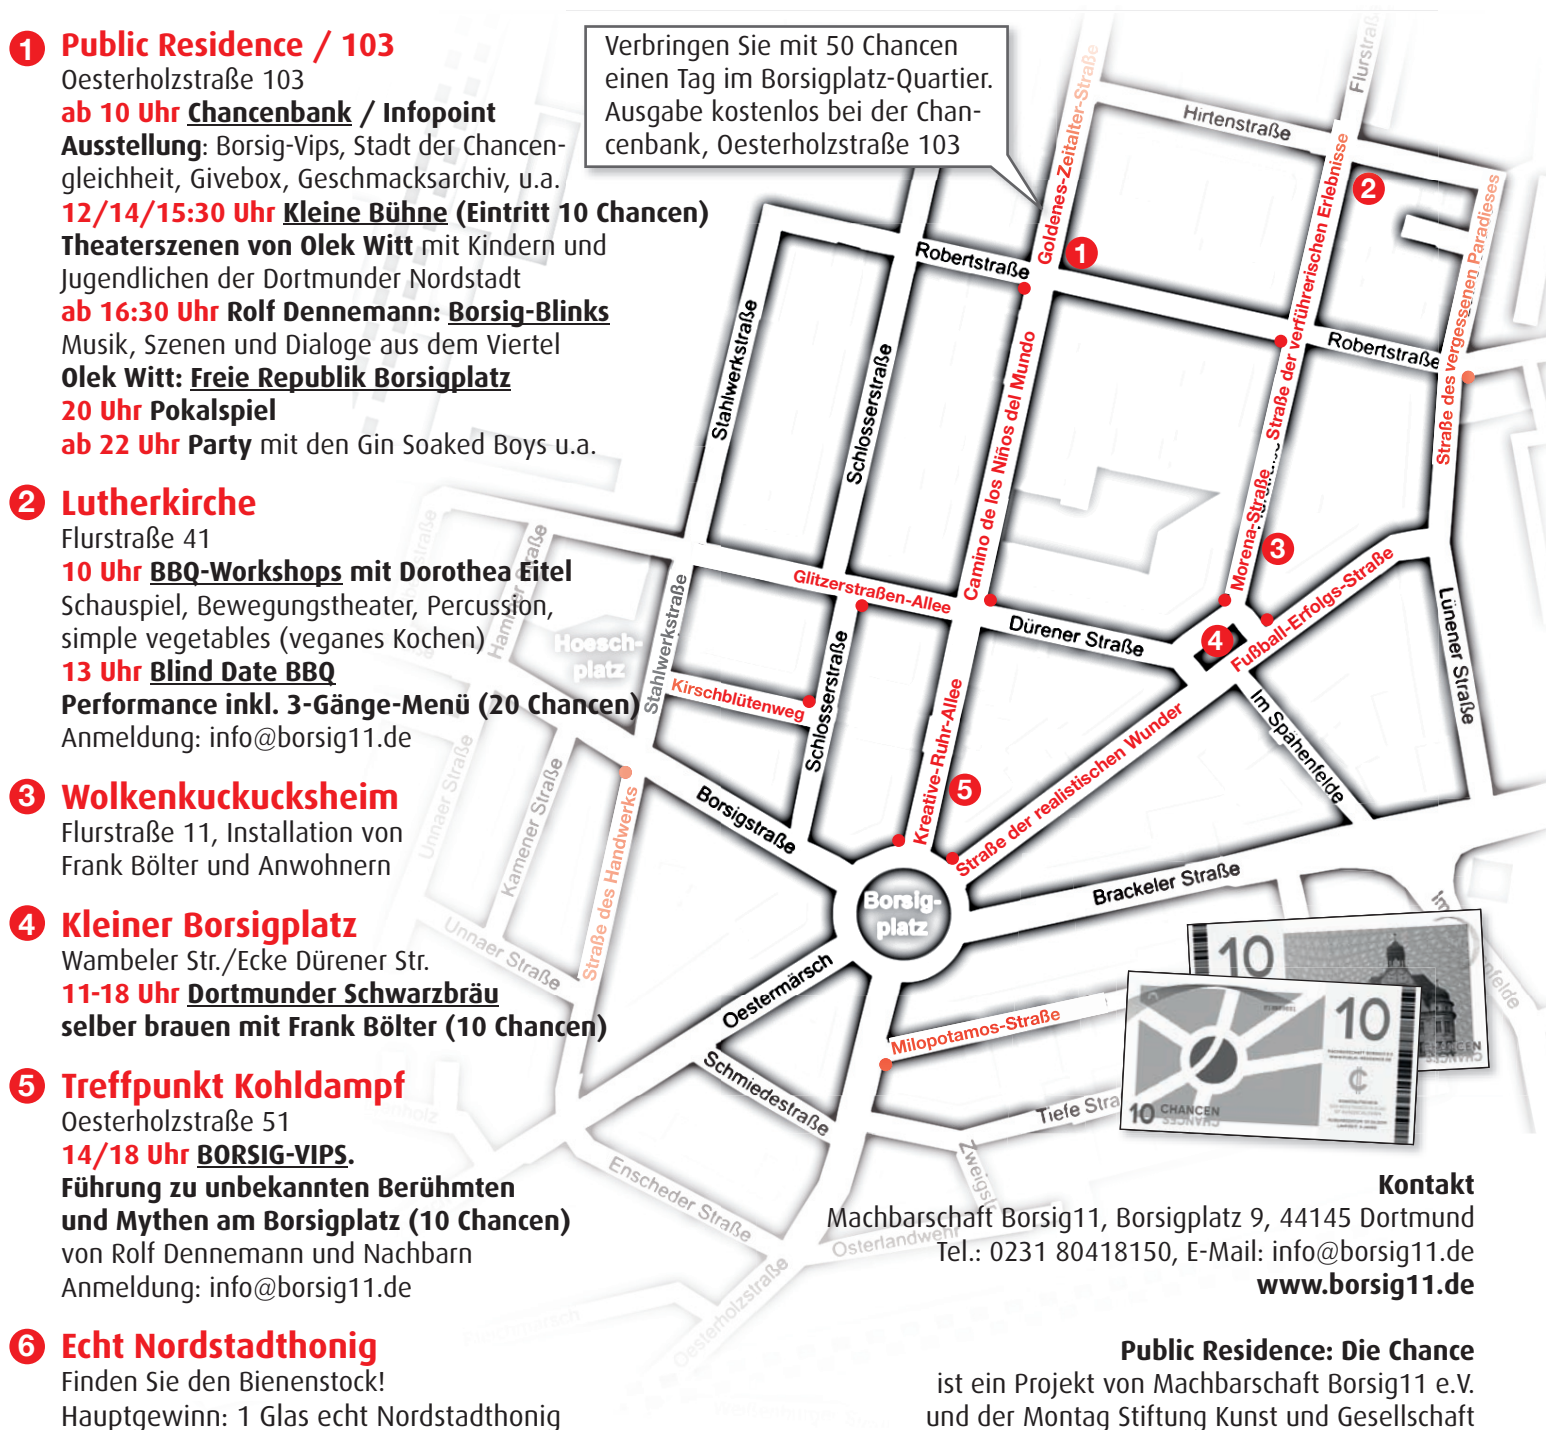 1 Public Residence / 103
Oesterholzstraße 103
ab 10 Uhr Chancenbank / Infopoint
Ausstellung: Borsig-Vips, Stadt der Chancen-
gleichheit, Givebox, Geschmacksarchiv, u.a.
12/14/15:30 Uhr Kleine Bühne (Eintritt 10 Chancen)
Theaterszenen von Olek Witt mit Kindern und
Jugendlichen der Dortmunder Nordstadt
ab 16:30 Uhr Rolf Dennemann: Borsig-Blinks
Musik, Szenen und Dialoge aus dem Viertel
Olek Witt: Freie Republik Borsigplatz
20 Uhr Pokalspiel
ab 22 Uhr Party mit den Gin Soaked Boys u.a.
2 Lutherkirche
Flurstraße 41
10 Uhr BBQ-Workshops mit Dorothea Eitel
Schauspiel, Bewegungstheater, Percussion,
simple vegetables (veganes Kochen)
13 Uhr Blind Date BBQ
Performance inkl. 3-Gänge-Menü (20 Chancen)
Anmeldung: info@borsig11.de
3 Wolkenkuckucksheim
Flurstraße 11, Installation von
Frank Bölter und Anwohnern
4 Kleiner Borsigplatz
Wambeler Str./Ecke Dürener Str.
11-18 Uhr Dortmunder Schwarzbräu
selber brauen mit Frank Bölter (10 Chancen)
5 Treffpunkt Kohldampf
Oesterholzstraße 51
14/18 Uhr BORSIG-VIPS.
Führung zu unbekannten Berühmten
und Mythen am Borsigplatz (10 Chancen)
von Rolf Dennemann und Nachbarn
Anmeldung: info@borsig11.de
6 Echt Nordstadthonig
Finden Sie den Bienenstock!
Hauptgewinn: 1 Glas echt Nordstadthonig
Verbringen Sie mit 50 Chancen
einen Tag im Borsigplatz-Quartier.
Ausgabe kostenlos bei der Chan-
cenbank, Oesterholzstraße 103
Goldenes-Zeitalter-Straße
Flurstraße
Hirtenstraße
1
2
Robertstraße
Straße der verführerischen Erlebnisse
Straße des vergessenen Paradieses
Robertstraße
Stahlwerkstraße
Schlosserstraße
Camino de los Niños del Mundo
Morena-Straße
3
Glitzerstraßen-Allee
Dürener Straße
4
Fußball-Erfolgs-Straße
Lünener Straße
Hoesch-
platz
Stahlwerkstraße
Kirschblütenweg
Schlosserstraße
Kreative-Ruhr-Allee
5
Straße der realistischen Wunder
Im Spähenfelde
Unnaer Straße
Kamener Straße
Straße des Handwerks
Borsigstraße
Borsig-
platz
Brackeler Straße
Unnaer Straße
Oestermärsch
Milopotamos-Straße
Schmiedestraße
Tiefe Stra
Enscheder Straße
Osterlandwehr
Oesterholzstraße
10
10
10 CHANCEN
Kontakt
Machbarschaft Borsig11, Borsigplatz 9, 44145 Dortmund
Tel.: 0231 80418150, E-Mail: info@borsig11.de
www.borsig11.de
Public Residence: Die Chance
ist ein Projekt von Machbarschaft Borsig11 e.V.
und der Montag Stiftung Kunst und Gesellschaft